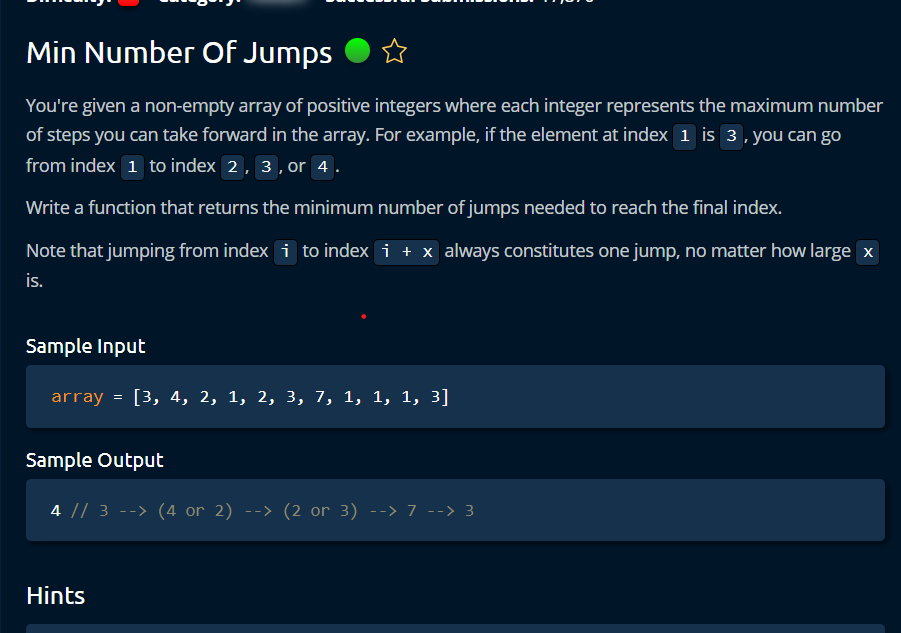 Difficulty: Category: Successful Submissions:
Min Number Of Jumps
You're given a non-empty array of positive integers where each integer represents the maximum number
of steps you can take forward in the array. For example, if the element at index 1 is 3, you can go
from index 1 to index 2, 3, or 4.
Write a function that returns the minimum number of jumps needed to reach the final index.
Note that jumping from index i to index i + x always constitutes one jump, no matter how large x
is.
Sample Input
array = [3, 4, 2, 1, 2, 3, 7, 1, 1, 1, 3]
Sample Output
4 // 3 --> (4 or 2) --> (2 or 3) --> 7 --> 3
Hints